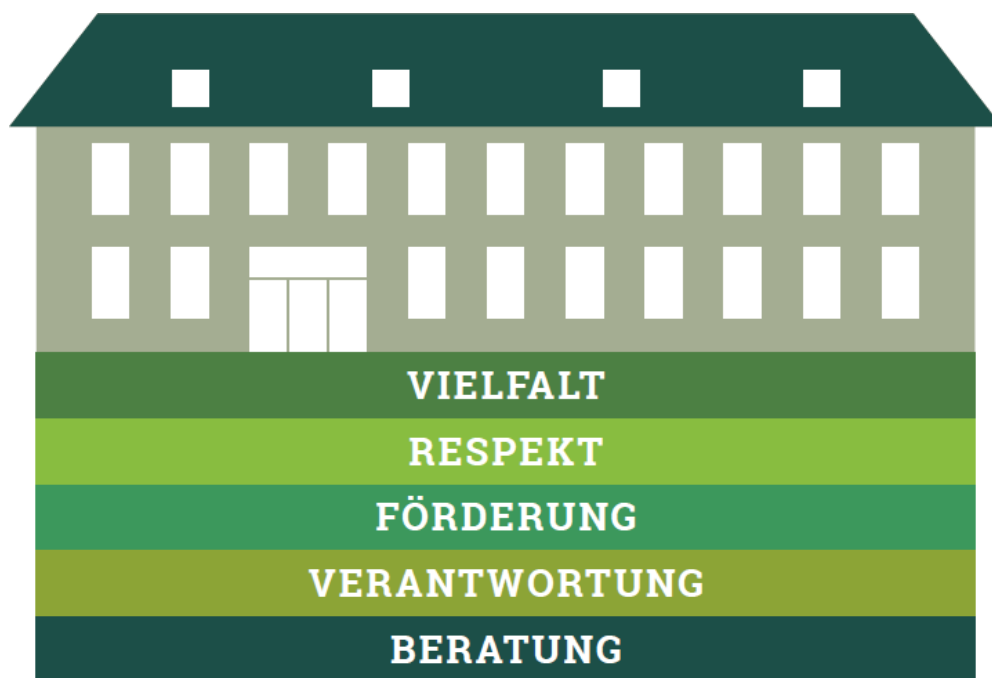 VIELFALT
RESPEKT
FÖRDERUNG
VERANTWORTUNG
BERATUNG